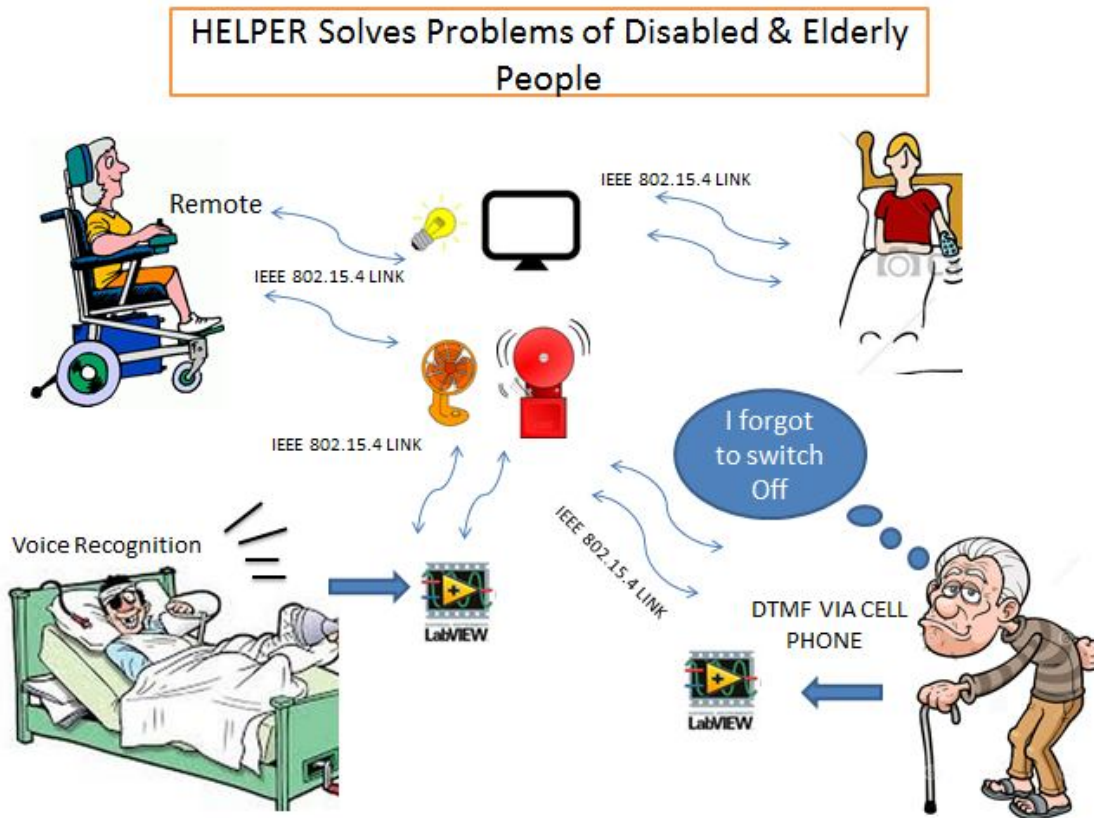 HELPER Solves Problems of Disabled & Elderly
People
IEEE 802.15.4 LINK
Remote
IEEE 802.15.4 LINK
I forgot
to switch
Off
IEEE 802.15.4 LINK
IEEE 802.15.4 LINK
Voice Recognition
LabVIEW
DTMF VIA CELL
PHONE
LabVIEW